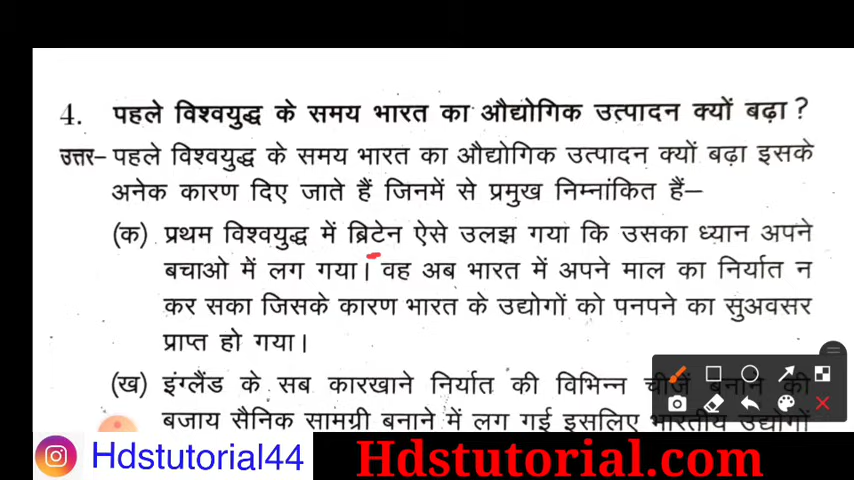 4. पहले विश्वयुद्ध के समय भारत का औद्योगिक उत्पादन क्यों बढ़ा ?
उत्तर– पहले विश्वयुद्ध के समय भारत का औद्योगिक उत्पादन क्यों बढ़ा इसके
अनेक कारण दिए जाते हैं जिनमें से प्रमुख निम्नांकित हैं–
(क) प्रथम विश्वयुद्ध में ब्रिटेन ऐसे उलझ गया कि उसका ध्यान अपने
बचाओ में लग गया। वह अब भारत में अपने माल का निर्यात न
कर सका जिसके कारण भारत के उद्योगों को पनपने का सुअवसर
प्राप्त हो गया।
(ख) इंग्लैंड के सब कारखाने निर्यात की विभिन्न चीज़ें बनाने की
बजाय सैनिक सामग्री बनाने में लग गई इसलिए भारतीय उद्योगों
Hdstutorial44
Hdstutorial.com